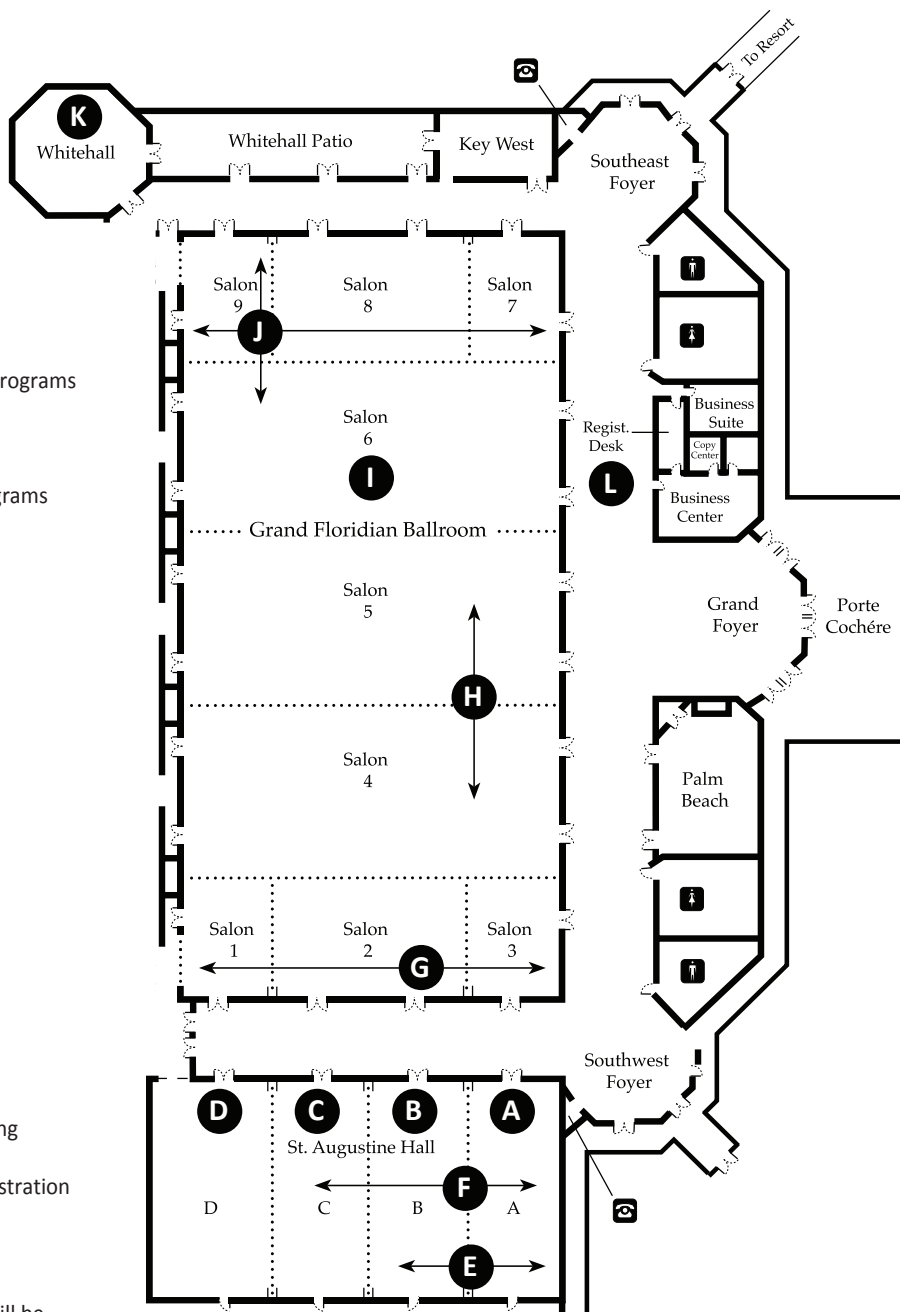 To Resort
K
Whitehall
Whitehall Patio
Key West
Southeast
Foyer
Salon
9
Salon
8
Salon
7
J
rograms
Salon
6
Business
Suite
Regist.
Desk
Copy
Center
I
L
grams
Business
Center
Grand Floridian Ballroom
Salon
5
Grand
Foyer
Porte
Cochére
H
Salon
4
Palm
Beach
Salon
1
Salon
2
Salon
3
G
Southwest
Foyer
D
C
B
A
ng
St. Augustine Hall
stration
F
D
C
B
A
E
ill be